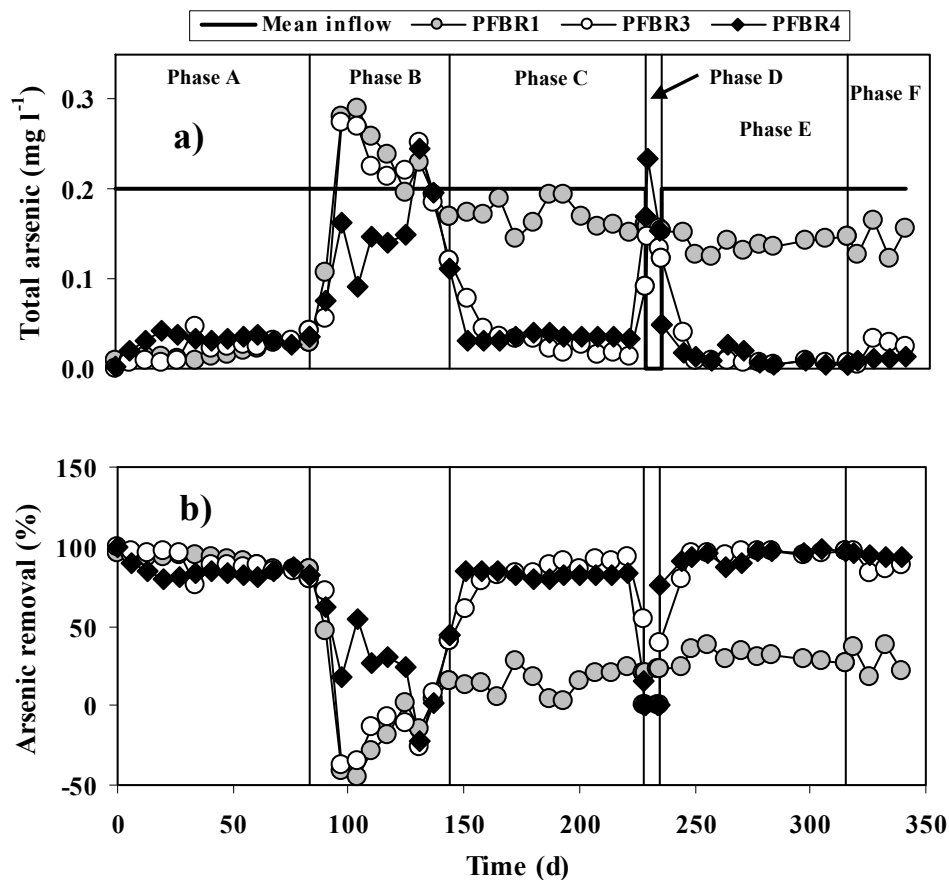 Mean inflow PFBR1 PFBR3 PFBR4
Phase A Phase B Phase C Phase D Phase E Phase F
a)
Total arsenic (mg l⁻¹)
0.3
0.2
0.1
0.0
b)
Arsenic removal (%)
150
100
50
0
-50
0 50 100 150 200 250 300 350
Time (d)